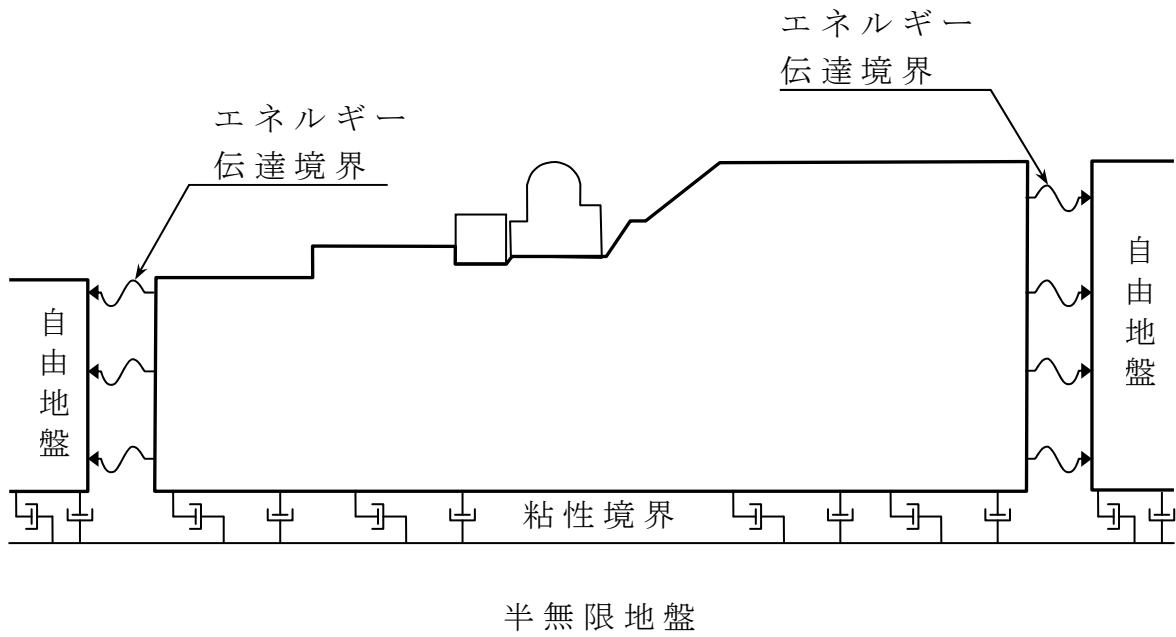 エネルギー
伝達境界
エネルギー
伝達境界
自由地盤
自由地盤
粘性境界
半無限地盤